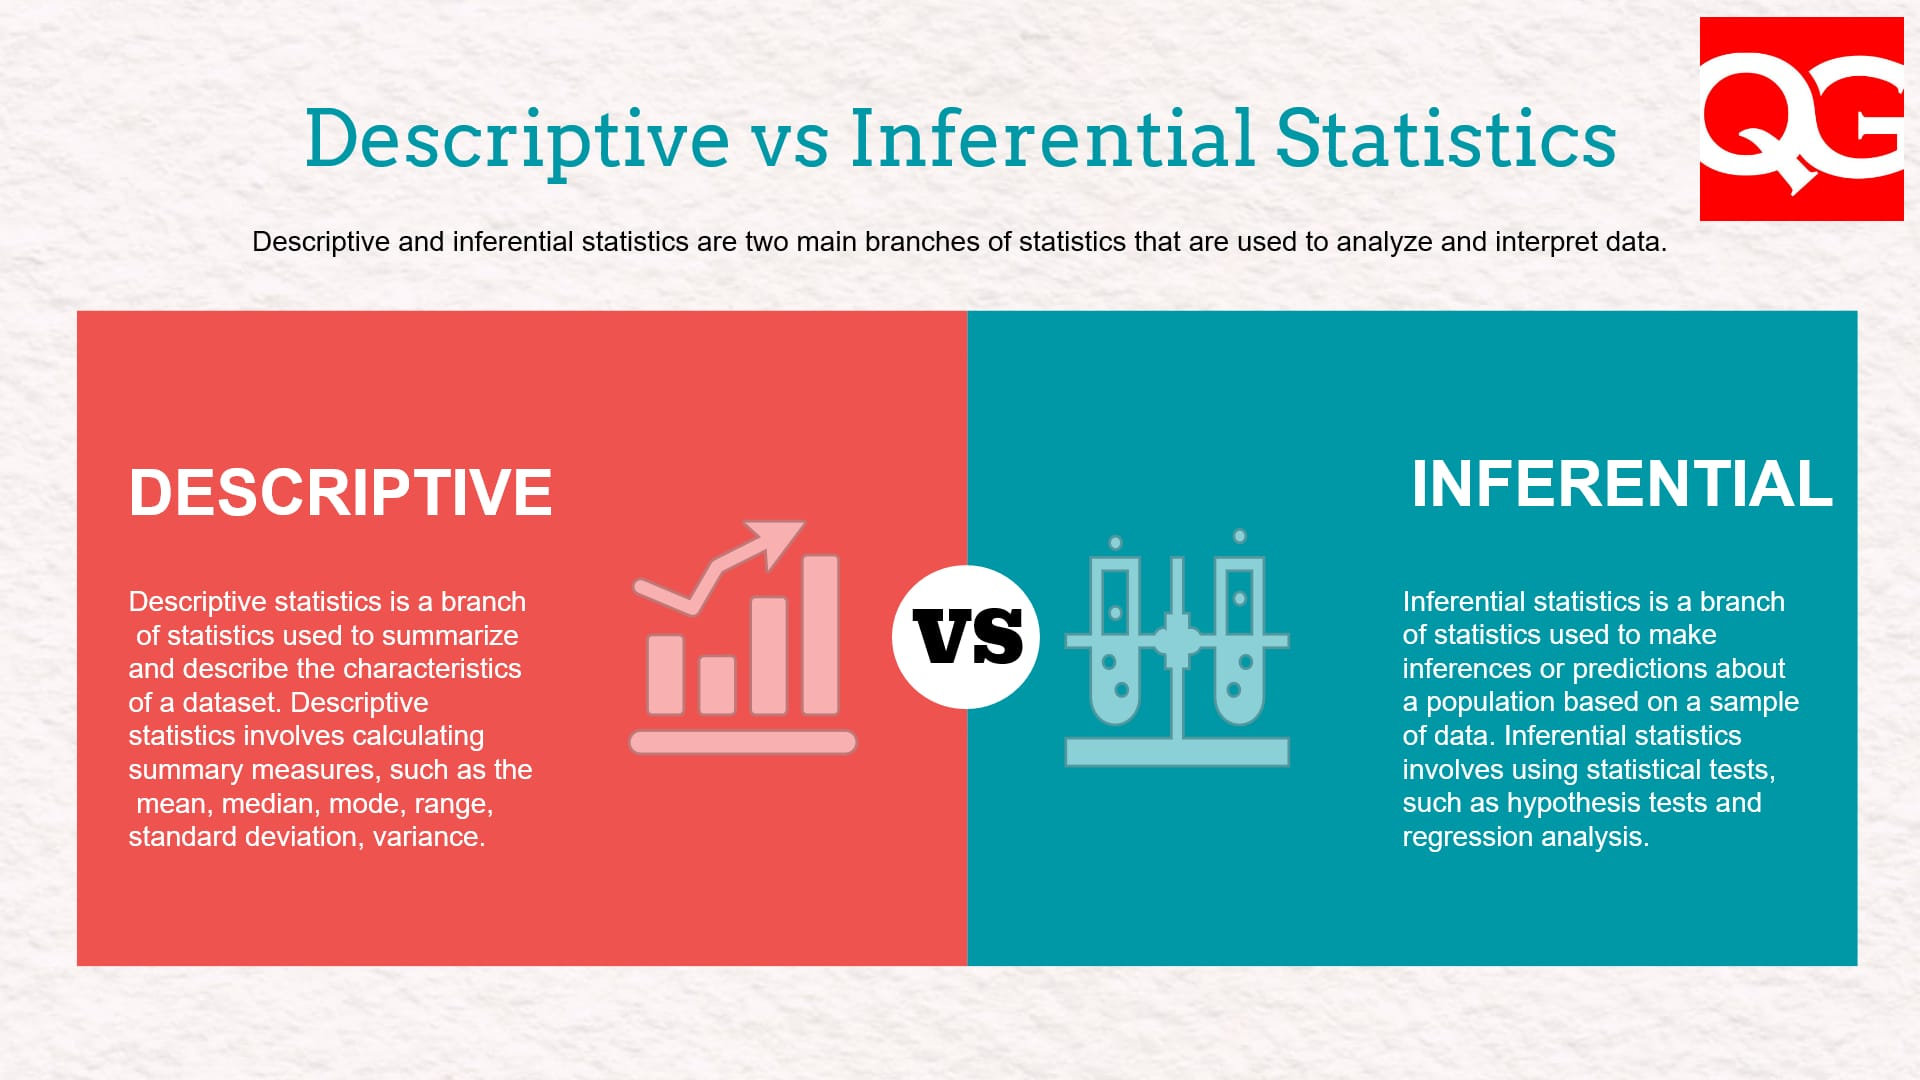 QG
Descriptive vs Inferential Statistics
Descriptive and inferential statistics are two main branches of statistics that are used to analyze and interpret data.
DESCRIPTIVE
Descriptive statistics is a branch
of statistics used to summarize
and describe the characteristics
of a dataset. Descriptive
statistics involves calculating
summary measures, such as the
mean, median, mode, range,
standard deviation, variance.
VS
INFERENTIAL
Inferential statistics is a branch
of statistics used to make
inferences or predictions about
a population based on a sample
of data. Inferential statistics
involves using statistical tests,
such as hypothesis tests and
regression analysis.